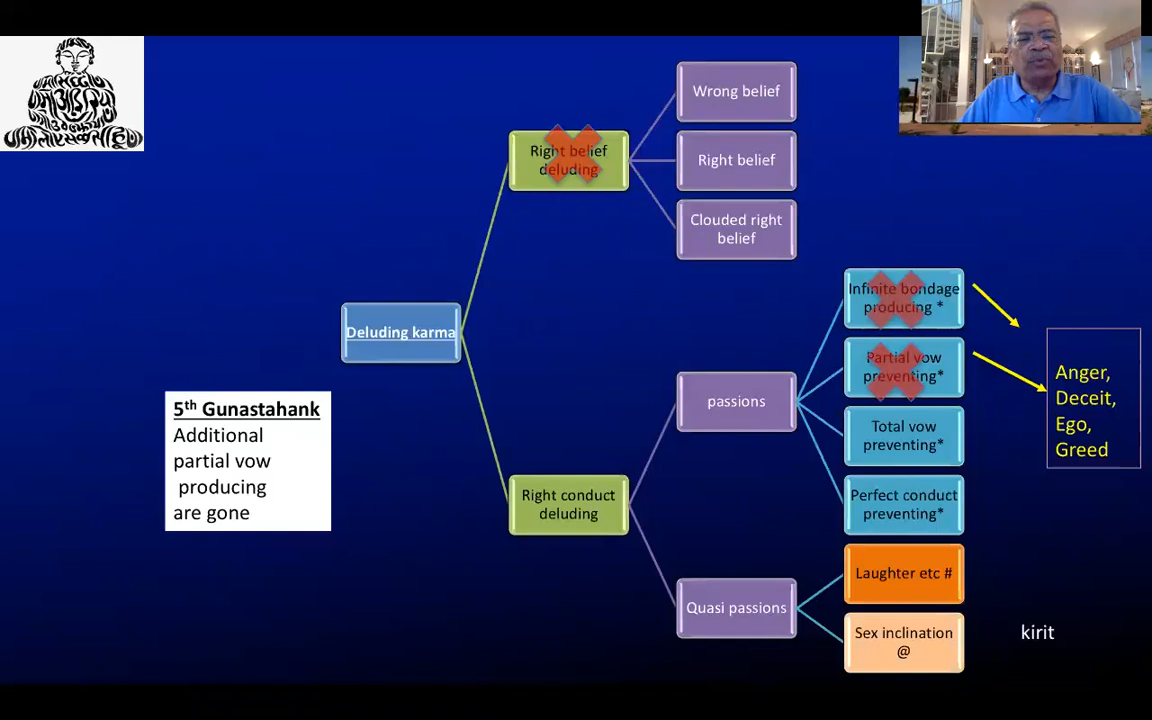 Wrong belief
Right belief
deluding
Right belief
Clouded right
belief
Infinite bondage
producing *
Deluding karma
Partial vow
preventing*
Anger,
Deceit,
Ego,
Greed
5th Gunastahank
Additional
partial vow
producing
are gone
passions
Total vow
preventing*
Right conduct
deluding
Perfect conduct
preventing*
Laughter etc #
Quasi passions
Sex inclination
@
kirit